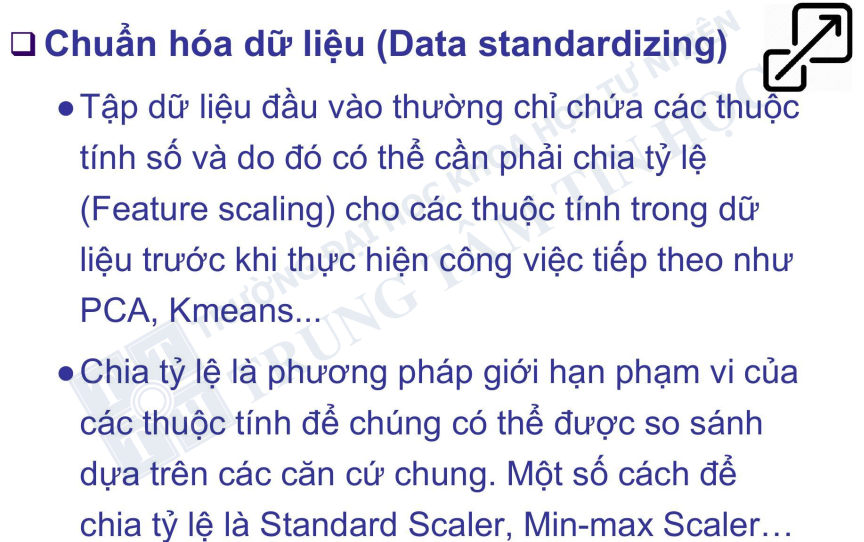 Chuẩn hóa dữ liệu (Data standardizing)
●Tập dữ liệu đầu vào thường chỉ chứa các thuộc
tính số và do đó có thể cần phải chia tỷ lệ
(Feature scaling) cho các thuộc tính trong dữ
liệu trước khi thực hiện công việc tiếp theo như
PCA, Kmeans...
●Chia tỷ lệ là phương pháp giới hạn phạm vi của
các thuộc tính để chúng có thể được so sánh
dựa trên các căn cứ chung. Một số cách để
chia tỷ lệ là Standard Scaler, Min-max Scaler…
TRƯỜNG ĐẠI HỌC KHOA HỌC TỰ NHIÊN
TRUNG TÂM TIN HỌC